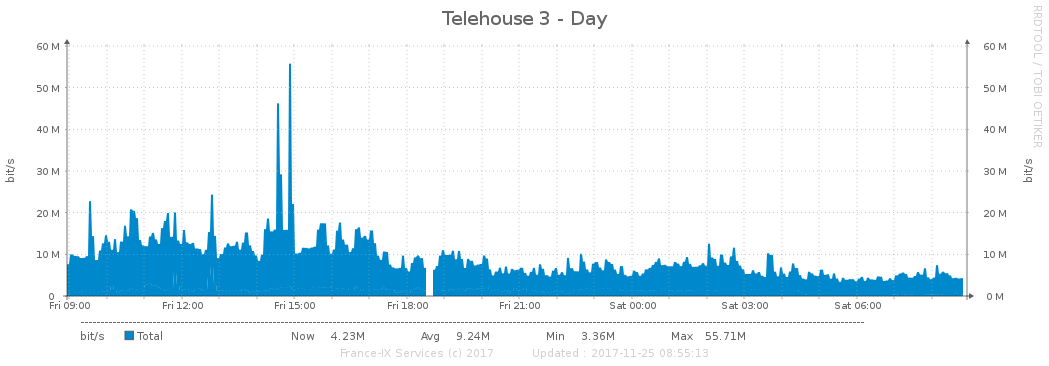 Telehouse 3 - Day
RRDTOOL / TOBI OETIKER
60 M 60 M
50 M 50 M
40 M 40 M
30 M 30 M
20 M 20 M
10 M 10 M
0 0 M
bit/s bit/s
Fri 09:00 Fri 12:00 Fri 15:00 Fri 18:00 Fri 21:00 Sat 00:00 Sat 03:00 Sat 06:00
bit/s Total Now 4.23M Avg 9.24M Min 3.36M Max 55.71M
France-IX Services (c) 2017 Updated : 2017-11-25 08:55:13